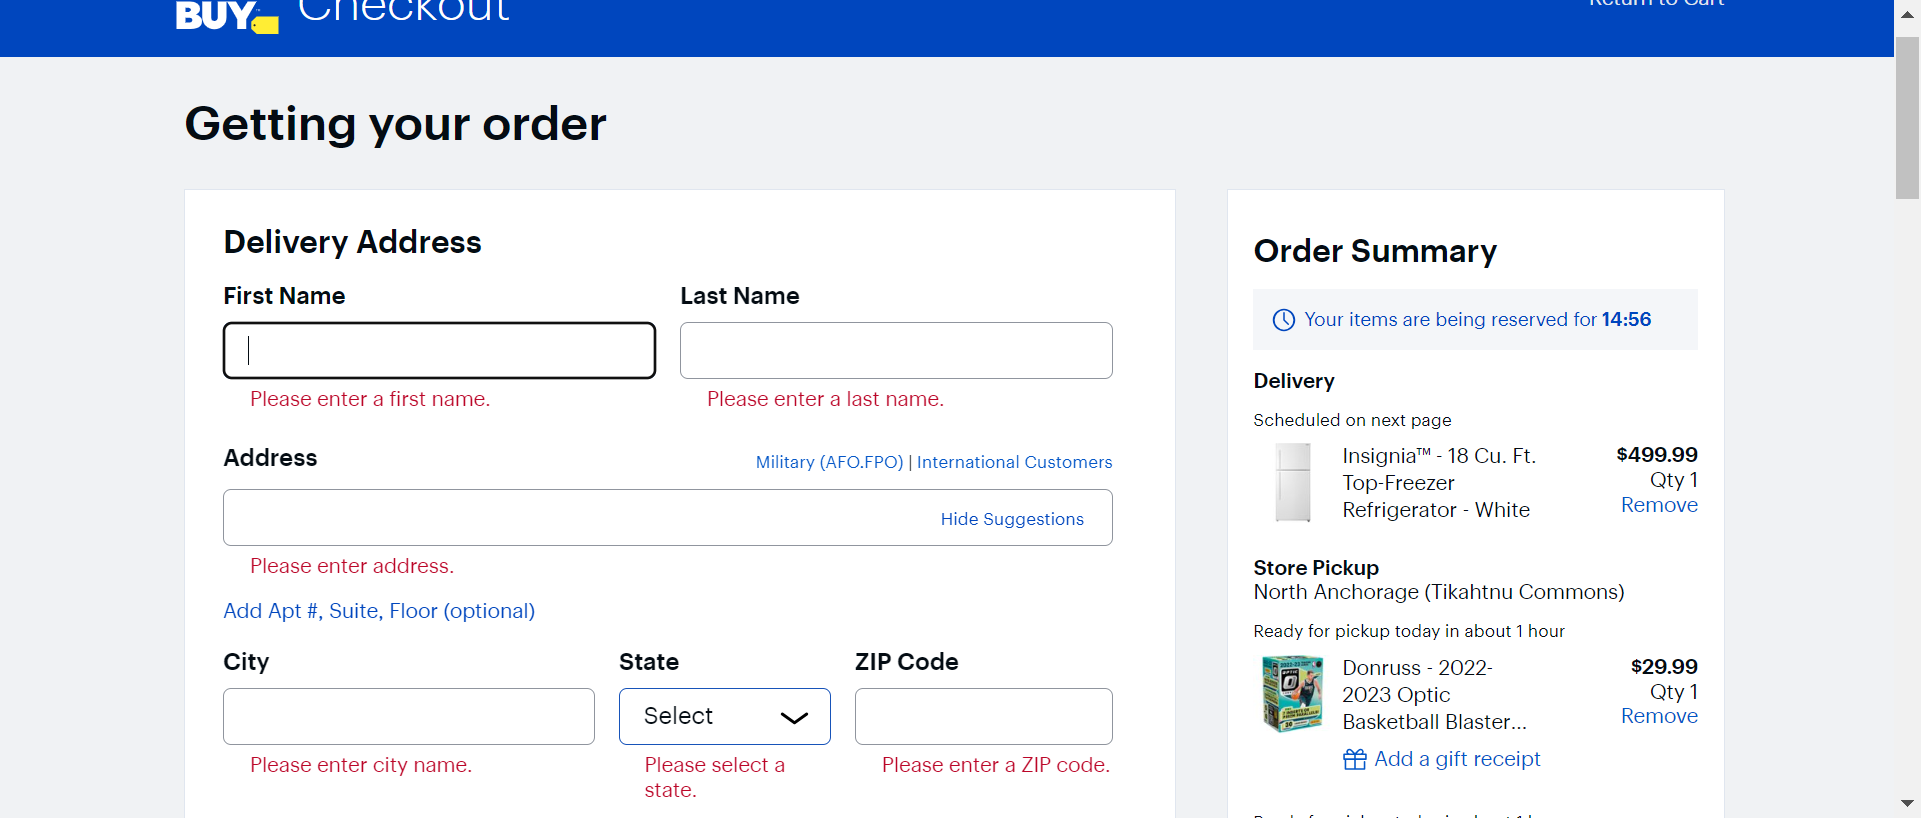 BUY Checkout
Return to Cart
Getting your order
Delivery Address
First Name
Last Name
Please enter a first name.
Please enter a last name.
Address
Military (AFO.FPO) | International Customers
Hide Suggestions
Please enter address.
Add Apt #, Suite, Floor (optional)
City
State
ZIP Code
Select
Please enter city name.
Please select a
state.
Please enter a ZIP code.
Order Summary
Your items are being reserved for 14:56
Delivery
Scheduled on next page
Insignia™ - 18 Cu. Ft.
Top-Freezer
Refrigerator - White
$499.99
Qty 1
Remove
Store Pickup
North Anchorage (Tikahtnu Commons)
Ready for pickup today in about 1 hour
Donruss - 2022-
2023 Optic
Basketball Blaster...
$29.99
Qty 1
Remove
Add a gift receipt